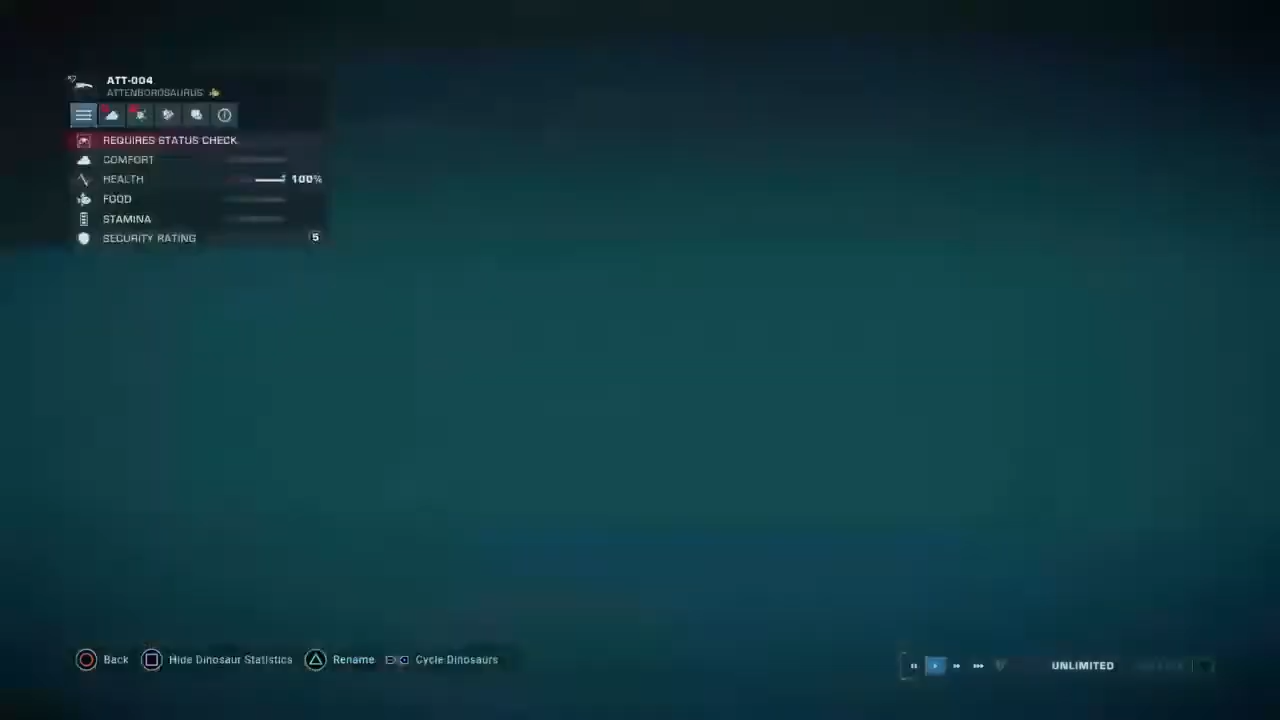 ATT-004
ATTENBOROSAURUS
REQUIRES STATUS CHECK
COMFORT
HEALTH 100%
FOOD
STAMINA
SECURITY RATING 5
Back Hide Dinosaur Statistics Rename Cycle Dinosaurs
UNLIMITED